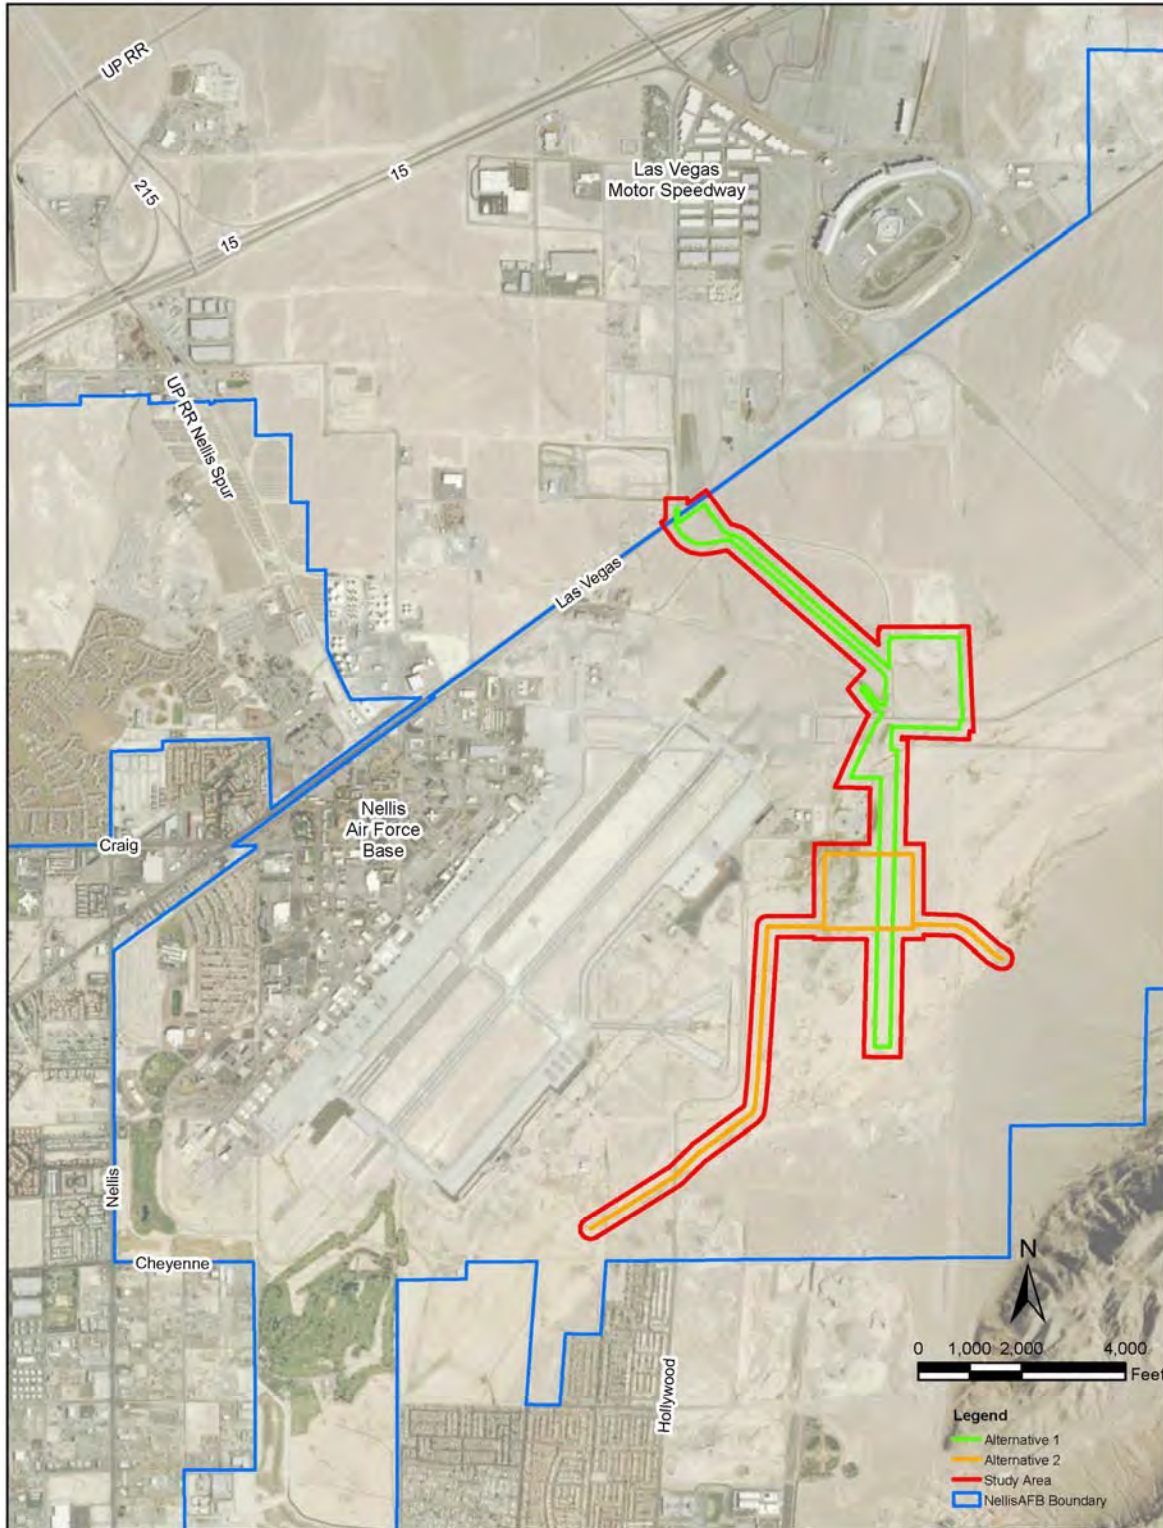 UP RR
215
15
15
Las Vegas
Motor Speedway
UP RR Nellis Spur
Las Vegas
Nellis
Air Force
Base
Craig
Nellis
Cheyenne
Hollywood
N
0 1,000 2,000 4,000
Feet
Legend
Alternative 1
Alternative 2
Study Area
NellisAFB Boundary